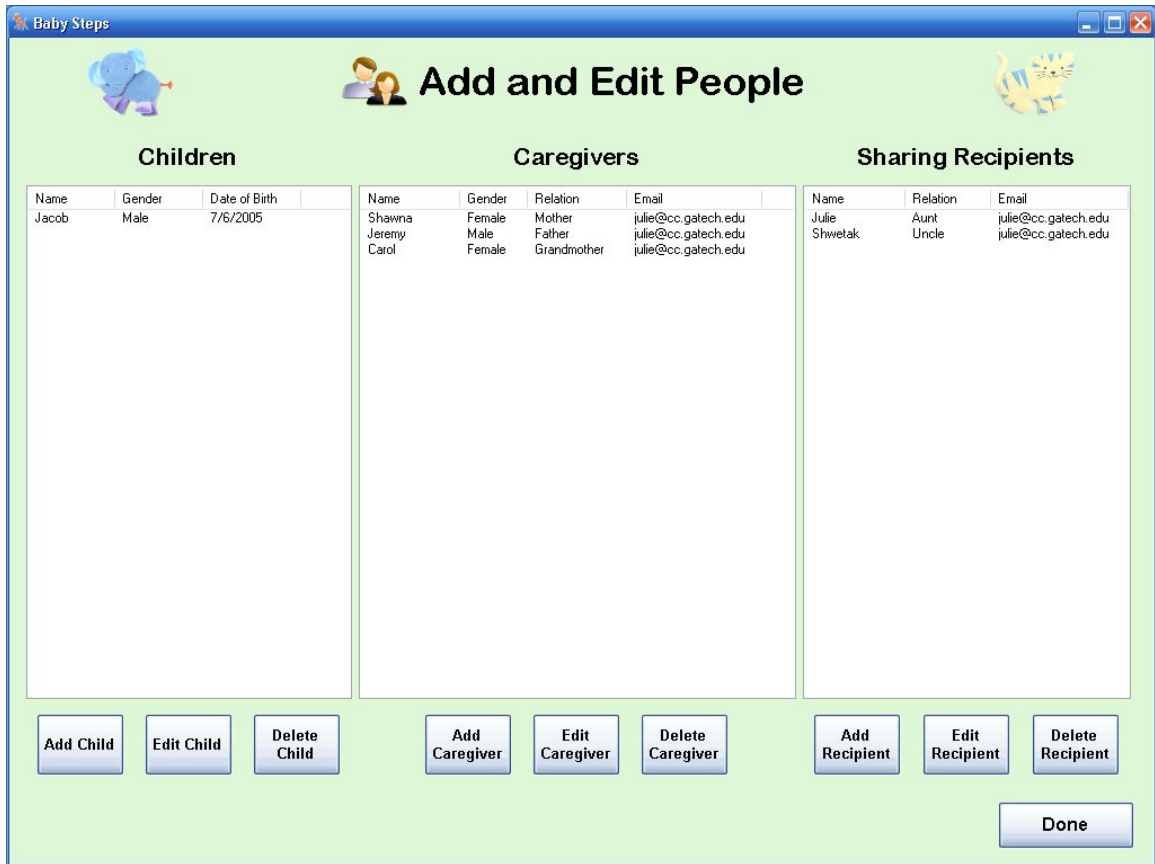 Baby Steps
Add and Edit People
Children
Name Gender Date of Birth
Jacob Male 7/6/2005
Add Child Edit Child Delete Child
Caregivers
Name Gender Relation Email
Shawna Female Mother julie@cc.gatech.edu
Jeremy Male Father julie@cc.gatech.edu
Carol Female Grandmother julie@cc.gatech.edu
Add Caregiver Edit Caregiver Delete Caregiver
Sharing Recipients
Name Relation Email
Julie Aunt julie@cc.gatech.edu
Shwetak Uncle julie@cc.gatech.edu
Add Recipient Edit Recipient Delete Recipient
Done